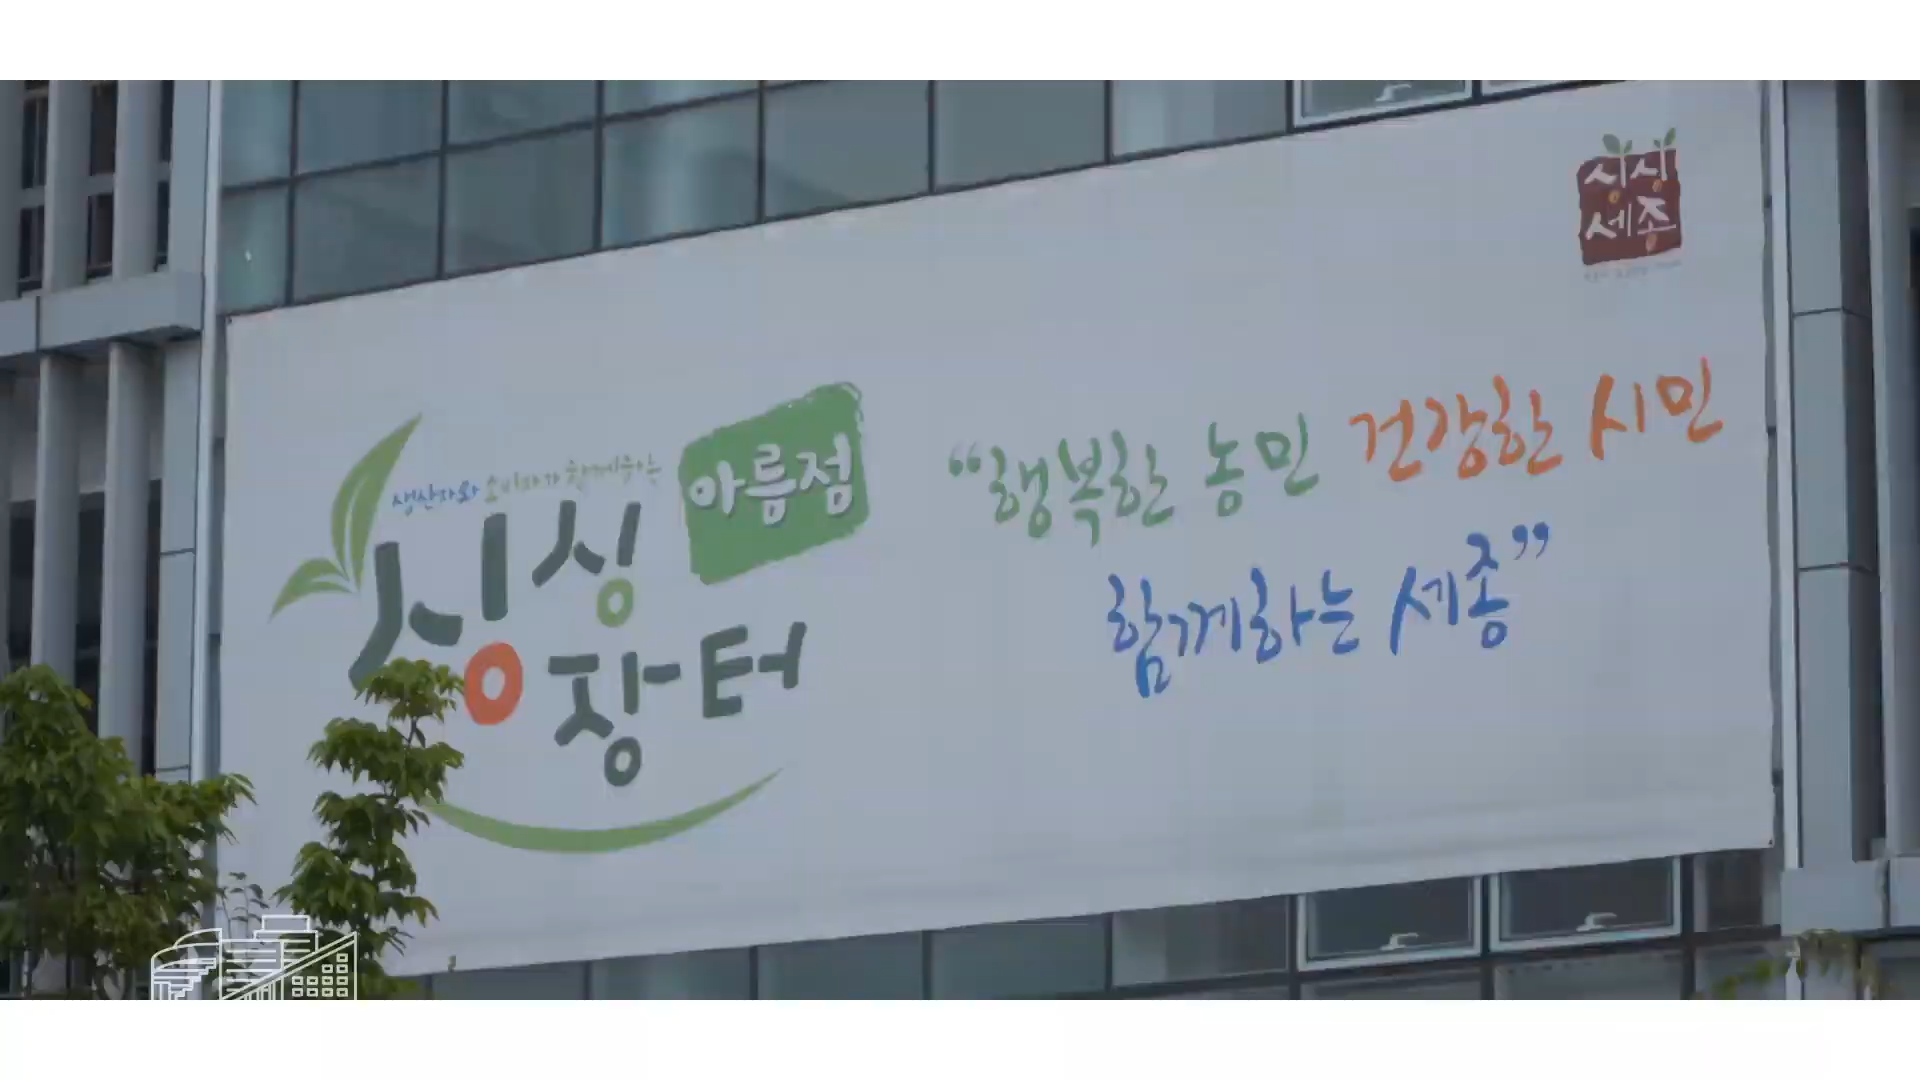 싱싱
세종
생산자와 소비자가 함께웃는
싱싱
장터
아름점
“행복한 농민 건강한 시민
함께하는 세종”